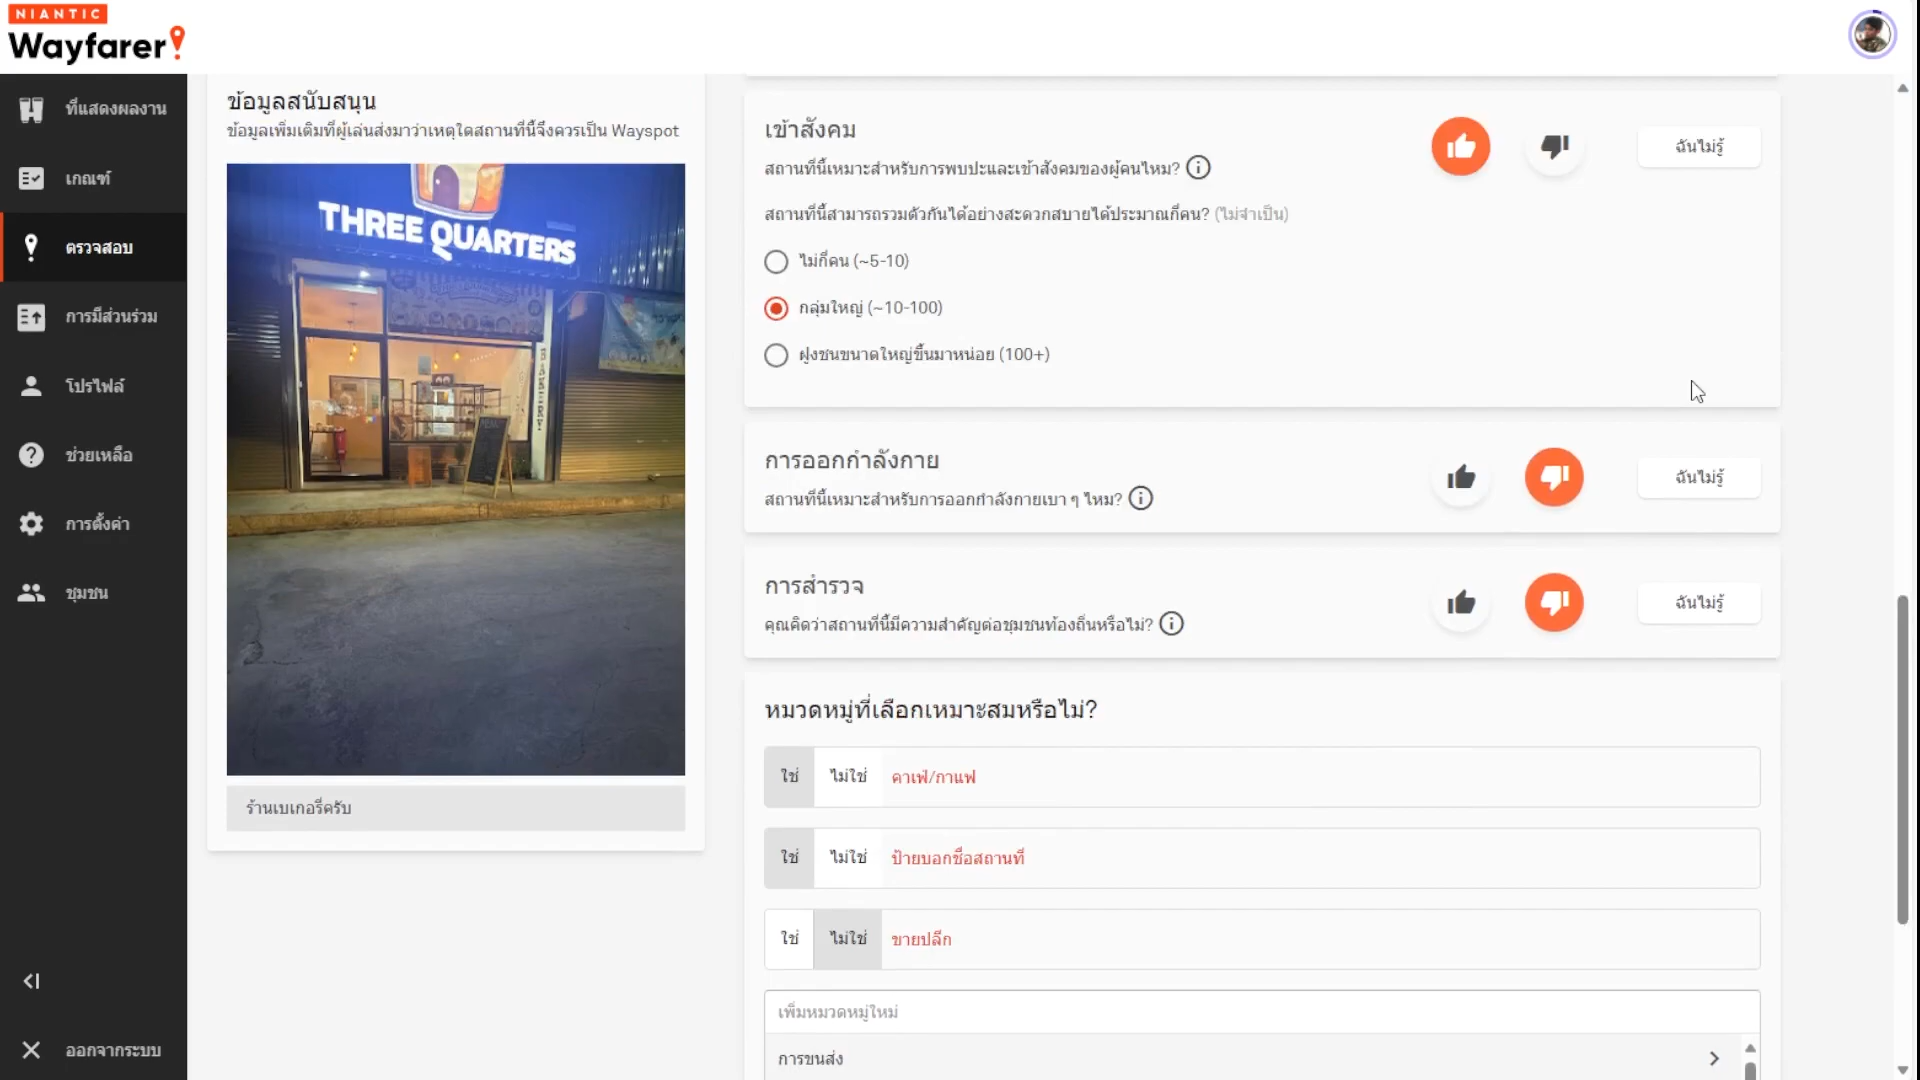 NIANTIC
Wayfarer
ที่แสดงผลงาน
เกณฑ์
ตรวจสอบ
การมีส่วนร่วม
โปรไฟล์
ช่วยเหลือ
การตั้งค่า
ชุมชน
ออกจากระบบ
ข้อมูลสนับสนุน
ข้อมูลเพิ่มเติมที่ผู้เล่นส่งมาว่าเหตุใดสถานที่นี้จึงควรเป็น Wayspot
THREE QUARTERS
ร้านเบเกอรี่ครับ
เข้าสังคม
สถานที่นี้เหมาะสำหรับการพบปะและเข้าสังคมของผู้คนไหม?
ฉันไม่รู้
สถานที่นี้สามารถรวมตัวกันได้อย่างสะดวกสบายได้ประมาณกี่คน? (ไม่จำเป็น)
ไม่กี่คน (~5-10)
กลุ่มใหญ่ (~10-100)
ฝูงชนขนาดใหญ่ขึ้นมาหน่อย (100+)
การออกกำลังกาย
สถานที่นี้เหมาะสำหรับการออกกำลังกายเบา ๆ ไหม?
ฉันไม่รู้
การสำรวจ
คุณคิดว่าสถานที่นี้มีความสำคัญต่อชุมชนท้องถิ่นหรือไม่?
ฉันไม่รู้
หมวดหมู่ที่เลือกเหมาะสมหรือไม่?
ใช่ ไม่ใช่ คาเฟ่/กาแฟ
ใช่ ไม่ใช่ ป้ายบอกชื่อสถานที่
ใช่ ไม่ใช่ ขายปลีก
เพิ่มหมวดหมู่ใหม่
การขนส่ง